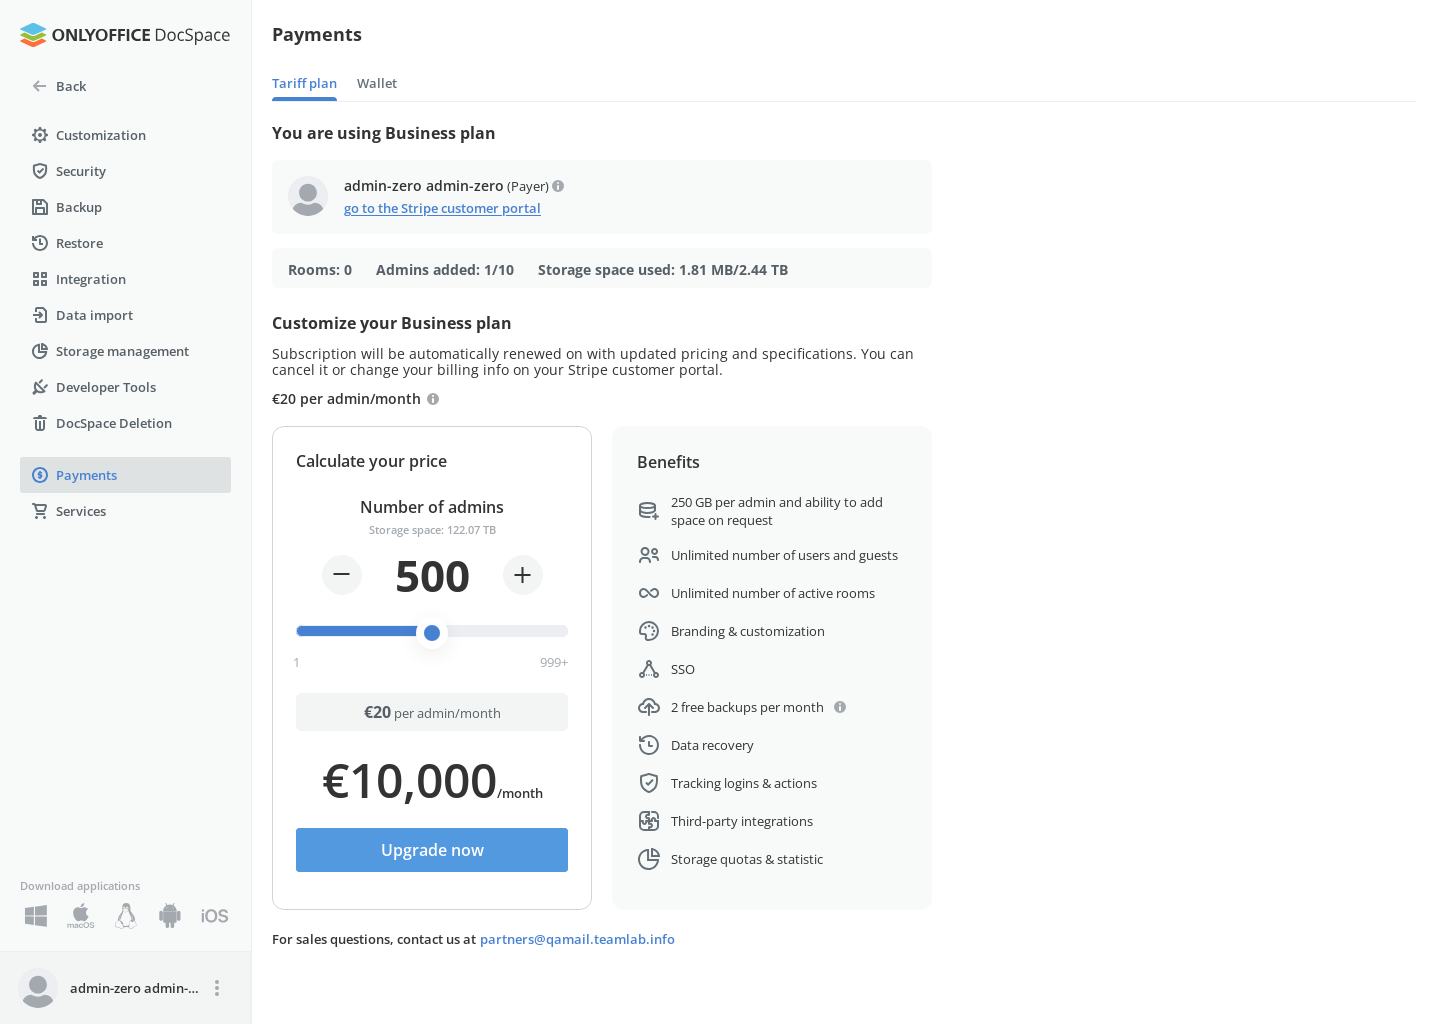 ONLYOFFICE DocSpace
Back
Customization
Security
Backup
Restore
Integration
Data import
Storage management
Developer Tools
DocSpace Deletion
Payments
Services
Download applications
macOS
iOS
admin-zero admin-...
Payments
Tariff plan
Wallet
You are using Business plan
admin-zero admin-zero (Payer)
go to the Stripe customer portal
Rooms: 0
Admins added: 1/10
Storage space used: 1.81 MB/2.44 TB
Customize your Business plan
Subscription will be automatically renewed on with updated pricing and specifications. You can
cancel it or change your billing info on your Stripe customer portal.
€20 per admin/month
Calculate your price
Number of admins
Storage space: 122.07 TB
500
1
999+
€20 per admin/month
€10,000/month
Upgrade now
Benefits
250 GB per admin and ability to add
space on request
Unlimited number of users and guests
Unlimited number of active rooms
Branding & customization
SSO
2 free backups per month
Data recovery
Tracking logins & actions
Third-party integrations
Storage quotas & statistic
For sales questions, contact us at partners@qamail.teamlab.info